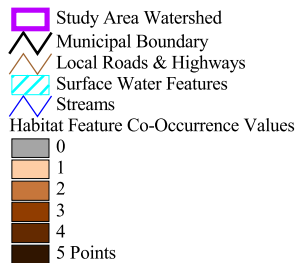 Study Area Watershed
Municipal Boundary
Local Roads & Highways
Surface Water Features
Streams
Habitat Feature Co-Occurrence Values
0
1
2
3
4
5 Points